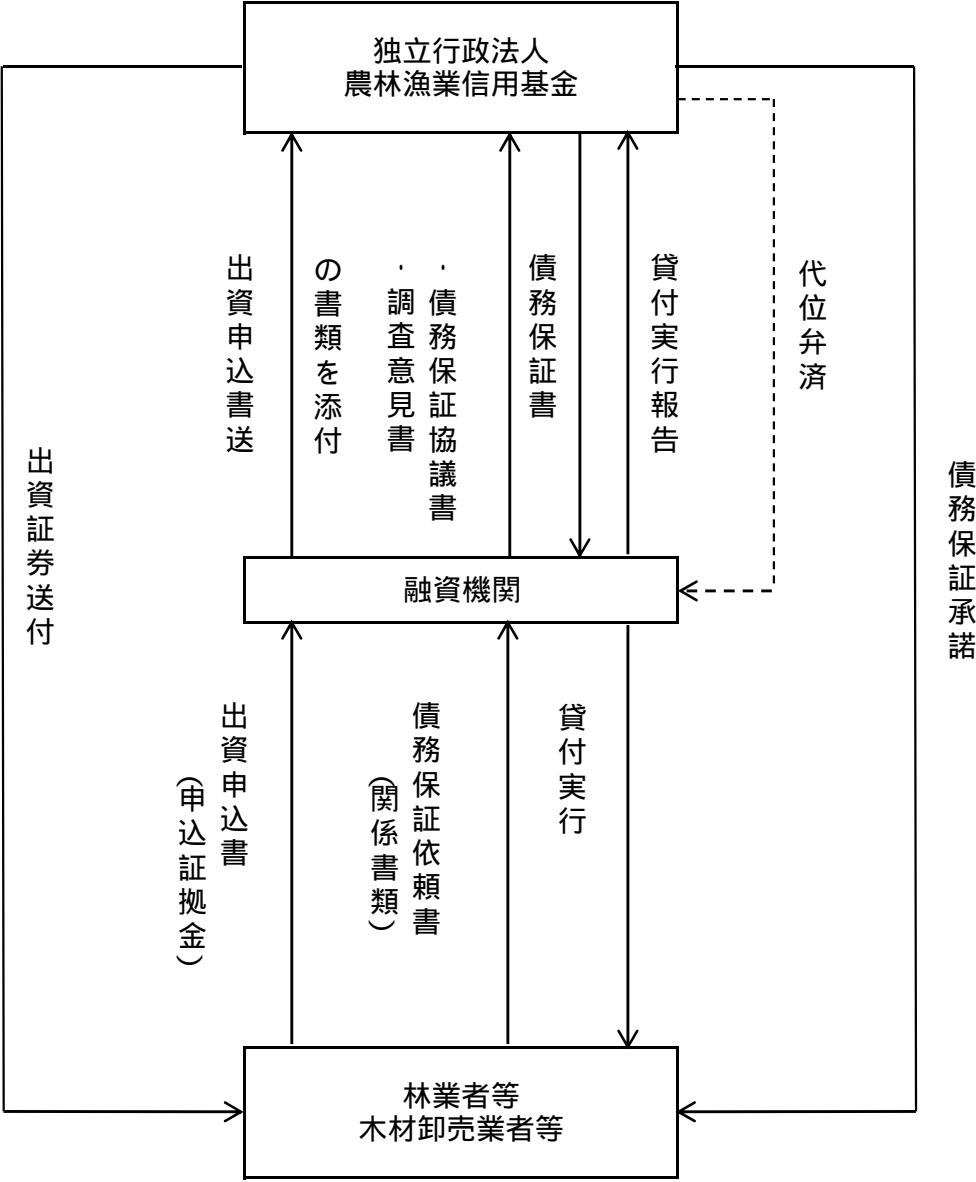 独立行政法人
農林漁業信用基金
債務保証承諾
代位弁済
貸付実行報告
債務保証書
・債務保証協議書
・調査意見書
の書類を添付
出資申込書送
出資証券送付
融資機関
貸付実行
債務保証依頼書
(関係書類)
出資申込書
(申込証拠金)
林業者等
木材卸売業者等